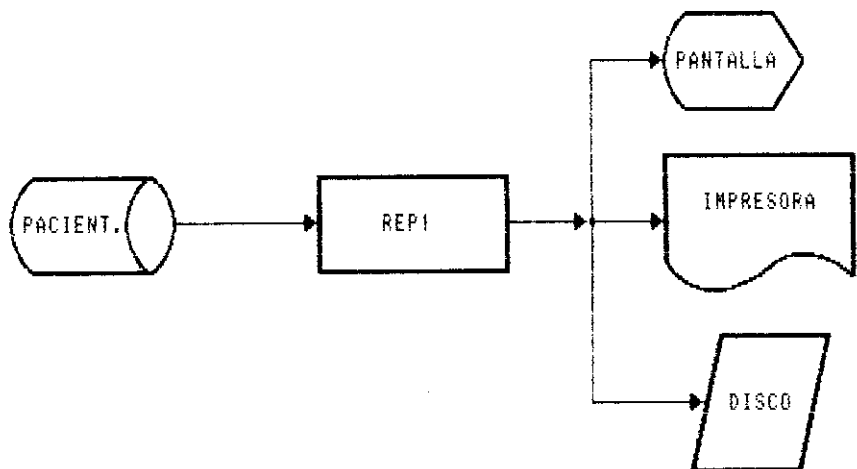 PANTALLA
PACIENT.
REP1
IMPRESORA
DISCO